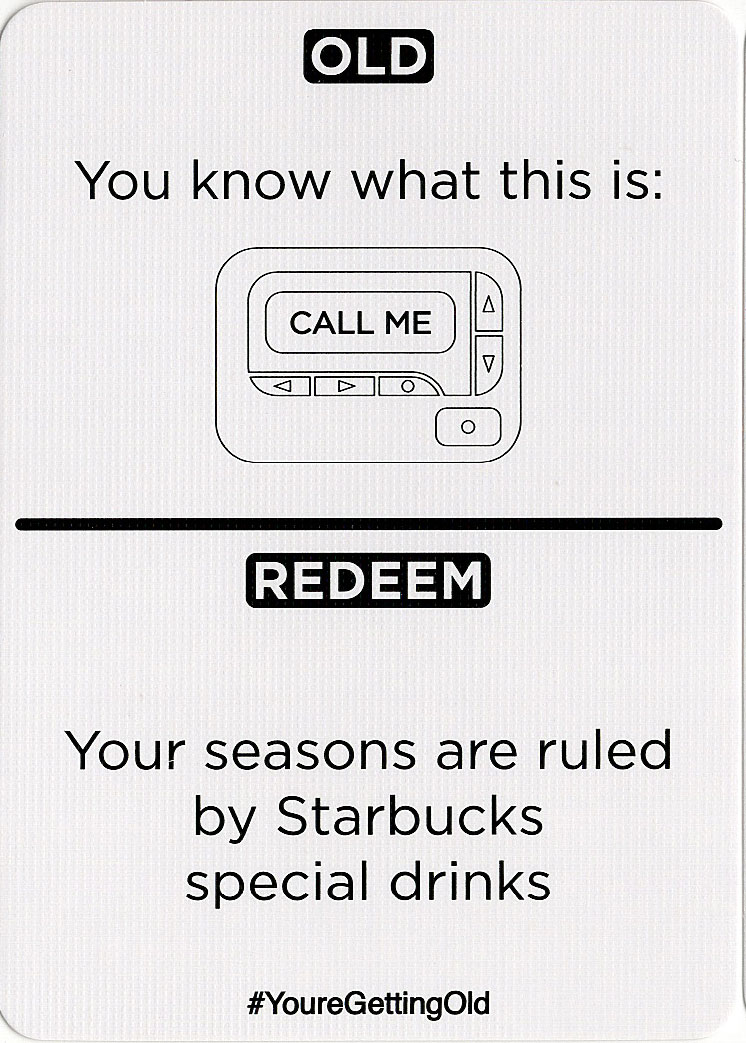 OLD
You know what this is:
CALL ME
REDEEM
Your seasons are ruled
by Starbucks
special drinks
#YoureGettingOld